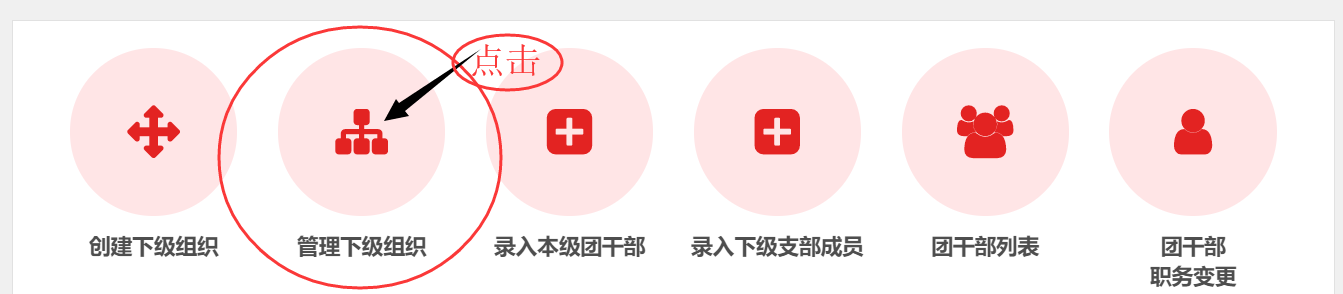 点击
创建下级组织
管理下级组织
录入本级团干部
录入下级支部成员
团干部列表
团干部
职务变更